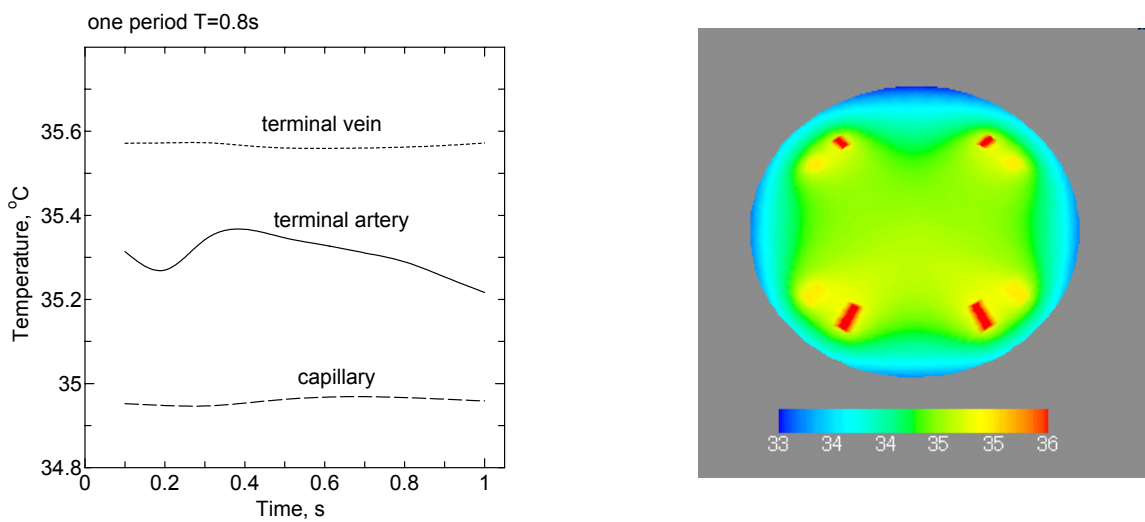 one period T=0.8s
35.6
35.4
35.2
35
34.8
Temperature, °C
terminal vein
terminal artery
capillary
0 0.2 0.4 0.6 0.8 1
Time, s
33 34 34 35 35 36